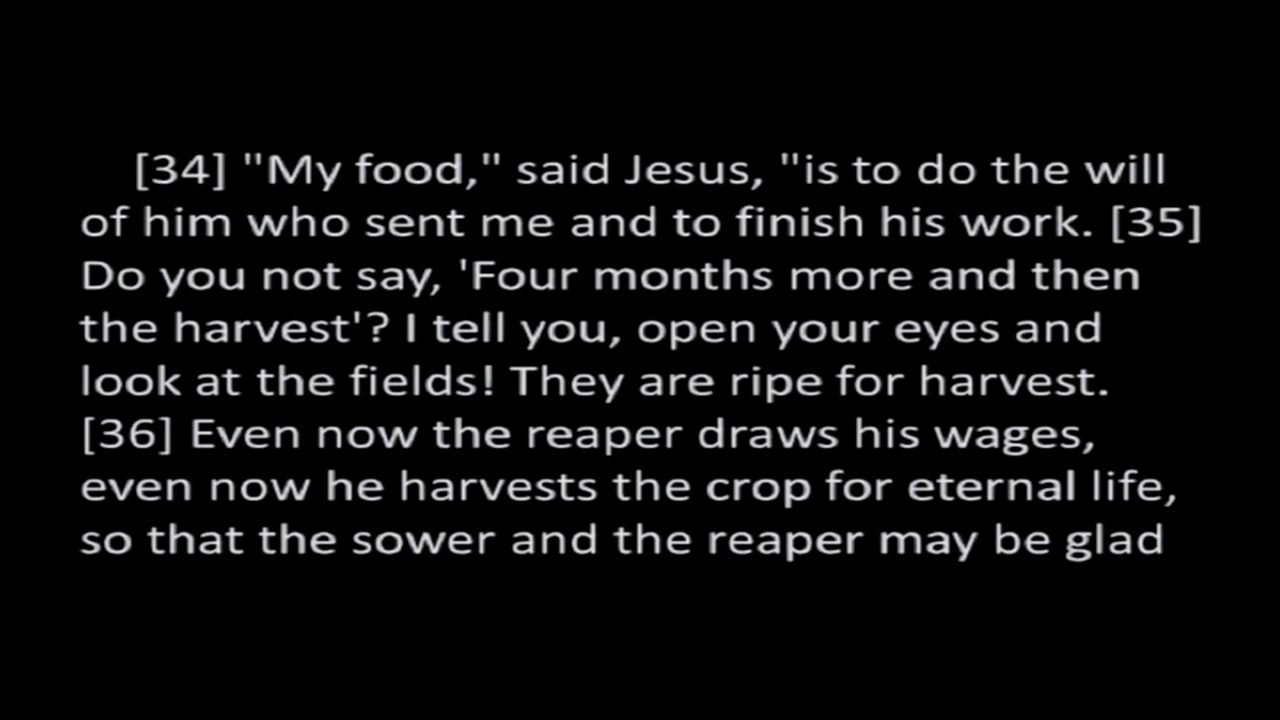 [34] "My food," said Jesus, "is to do the will
of him who sent me and to finish his work. [35]
Do you not say, 'Four months more and then
the harvest'? I tell you, open your eyes and
look at the fields! They are ripe for harvest.
[36] Even now the reaper draws his wages,
even now he harvests the crop for eternal life,
so that the sower and the reaper may be glad